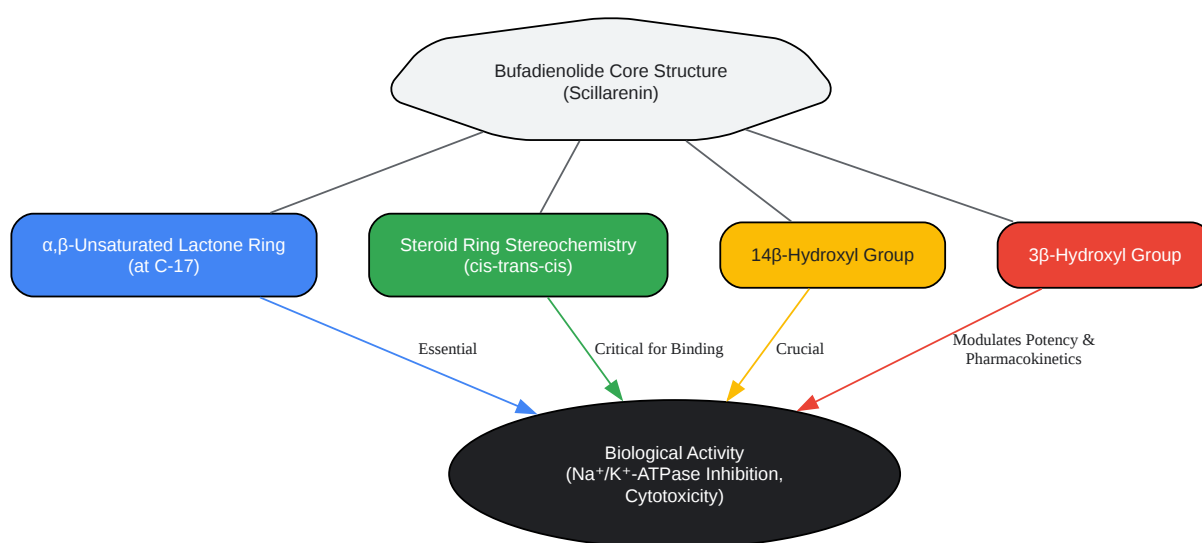 Bufadienolide Core Structure
(Scillarenin)
α,β-Unsaturated Lactone Ring
(at C-17)
Steroid Ring Stereochemistry
(cis-trans-cis)
14β-Hydroxyl Group
3β-Hydroxyl Group
Essential
Critical for Binding
Crucial
Modulates Potency &
Pharmacokinetics
Biological Activity
(Na⁺/K⁺-ATPase Inhibition,
Cytotoxicity)